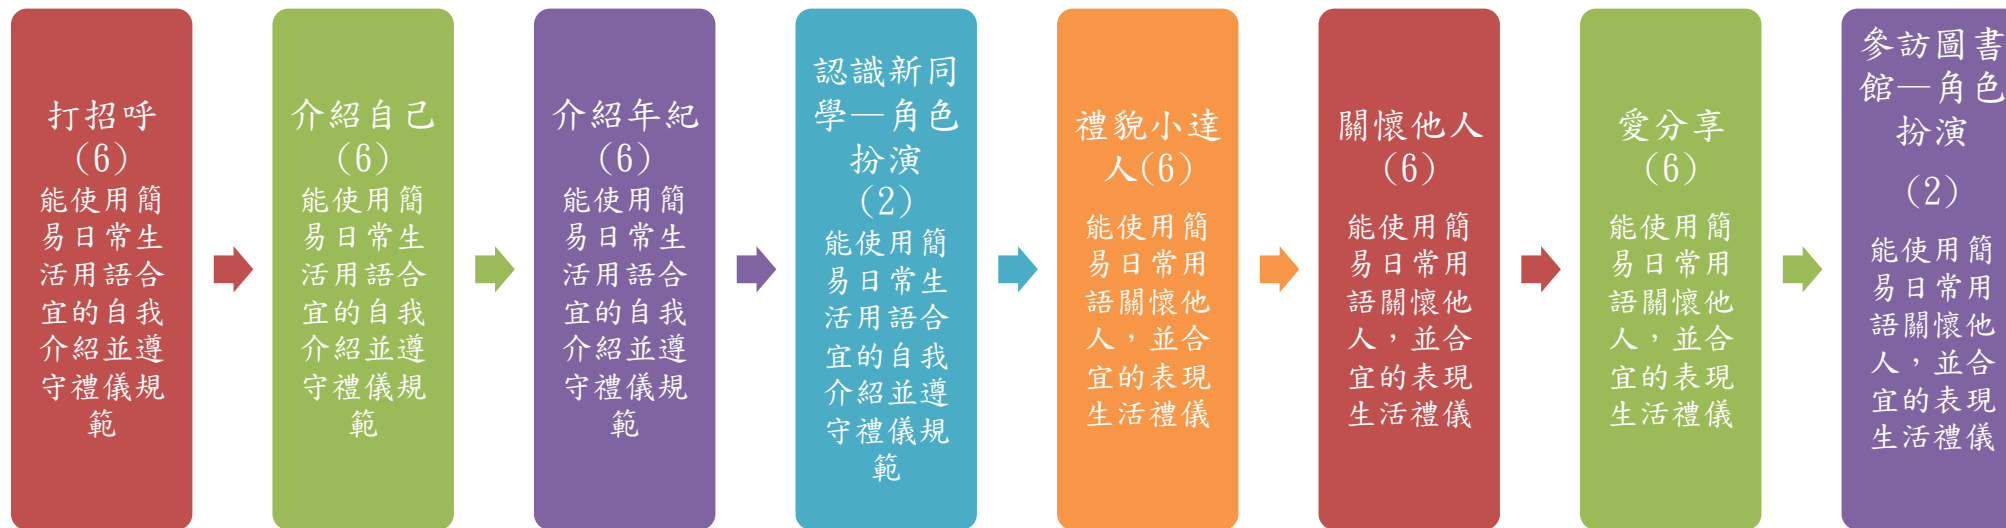 打招呼
(6)
能使用簡
易日常生
活用語合
宜的自我
介紹並遵
守禮儀規
範
介紹自己
(6)
能使用簡
易日常生
活用語合
宜的自我
介紹並遵
守禮儀規
範
介紹年紀
(6)
能使用簡
易日常生
活用語合
宜的自我
介紹並遵
守禮儀規
範
認識新同
學—角色
扮演
(2)
能使用簡
易日常生
活用語合
宜的自我
介紹並遵
守禮儀規
範
禮貌小達
人(6)
能使用簡
易日常用
語關懷他
人，並合
宜的表現
生活禮儀
關懷他人
(6)
能使用簡
易日常用
語關懷他
人，並合
宜的表現
生活禮儀
愛分享
(6)
能使用簡
易日常用
語關懷他
人，並合
宜的表現
生活禮儀
參訪圖書
館—角色
扮演
(2)
能使用簡
易日常用
語關懷他
人，並合
宜的表現
生活禮儀